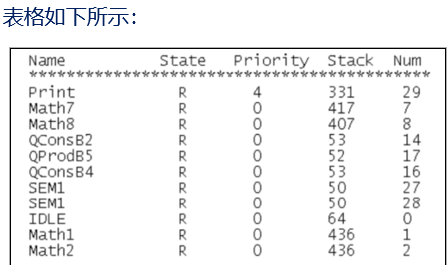 表格如下所示：
Name State Priority Stack Num
*******************************************
Print R 4 331 29
Math7 R 0 417 7
Math8 R 0 407 8
QConsB2 R 0 53 14
QProdB5 R 0 52 17
QConsB4 R 0 53 16
SEM1 R 0 50 27
SEM1 R 0 50 28
IDLE R 0 64 0
Math1 R 0 436 1
Math2 R 0 436 2